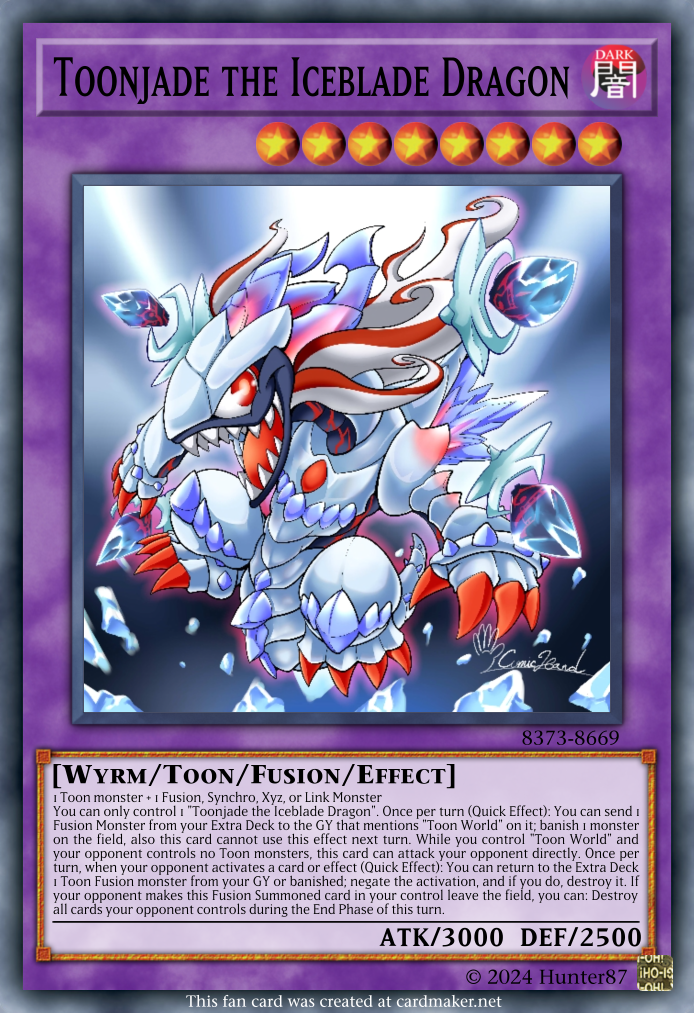 Toonjade the Iceblade Dragon
DARK
闇
ComicHand
8373-8669
[Wyrm/Toon/Fusion/Effect]
1 Toon monster + 1 Fusion, Synchro, Xyz, or Link Monster
You can only control 1 "Toonjade the Iceblade Dragon". Once per turn (Quick Effect): You can send 1
Fusion Monster from your Extra Deck to the GY that mentions "Toon World" on it; banish 1 monster
on the field, also this card cannot use this effect next turn. While you control "Toon World" and
your opponent controls no Toon monsters, this card can attack your opponent directly. Once per
turn, when your opponent activates a card or effect (Quick Effect): You can return to the Extra Deck
1 Toon Fusion monster from your GY or banished; negate the activation, and if you do, destroy it. If
your opponent makes this Fusion Summoned card in your control leave the field, you can: Destroy
all cards your opponent controls during the End Phase of this turn.
ATK/3000 DEF/2500
© 2024 Hunter87
This fan card was created at cardmaker.net